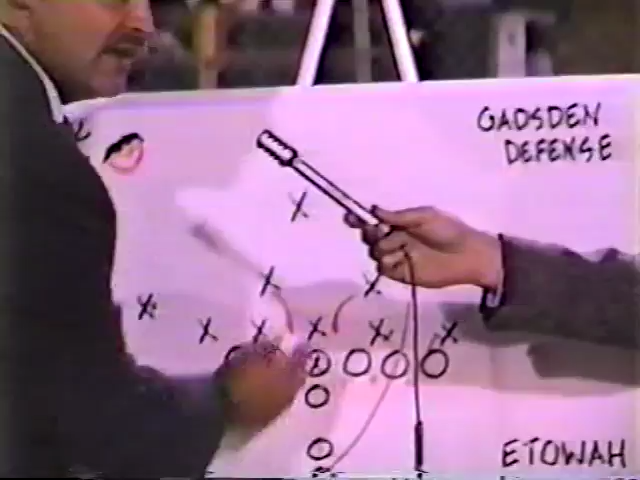 GADSDEN
DEFENSE
X
X X
X X X X X X
O O O O
O
O
ETOWAH